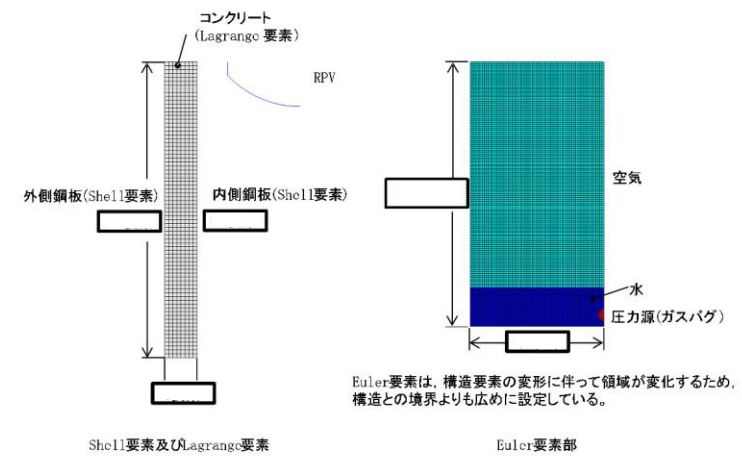 コンクリート
(Lagrange 要素)
RPV
外側鋼板(Shell要素)
内側鋼板(Shell要素)
空気
水
圧力源(ガスバグ)
Euler要素は,構造要素の変形に伴って領域が変化するため,
構造との境界よりも広めに設定している。
Shell要素及びLagrange要素
Euler要素部